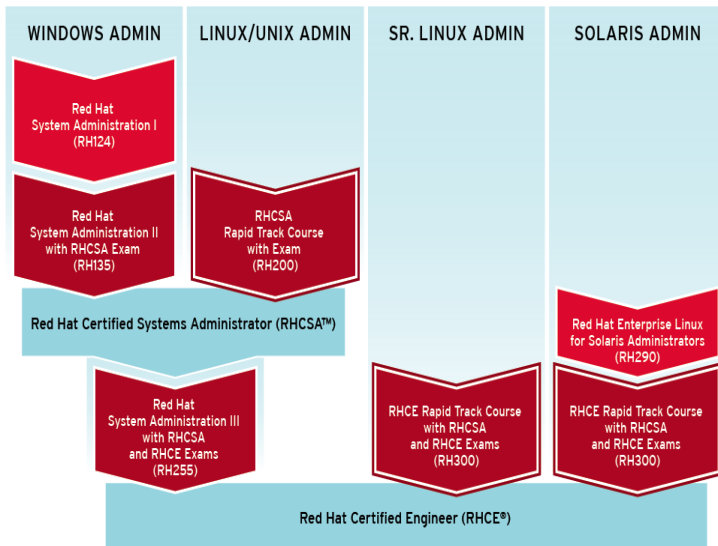 WINDOWS ADMIN
LINUX/UNIX ADMIN
SR. LINUX ADMIN
SOLARIS ADMIN
Red Hat
System Administration I
(RH124)
Red Hat
System Administration II
with RHCSA Exam
(RH135)
RHCSA
Rapid Track Course
with Exam
(RH200)
Red Hat Certified Systems Administrator (RHCSA™)
Red Hat Enterprise Linux
for Solaris Administrators
(RH290)
Red Hat
System Administration III
with RHCSA
and RHCE Exams
(RH255)
RHCE Rapid Track Course
with RHCSA
and RHCE Exams
(RH300)
RHCE Rapid Track Course
with RHCSA
and RHCE Exams
(RH300)
Red Hat Certified Engineer (RHCE®)